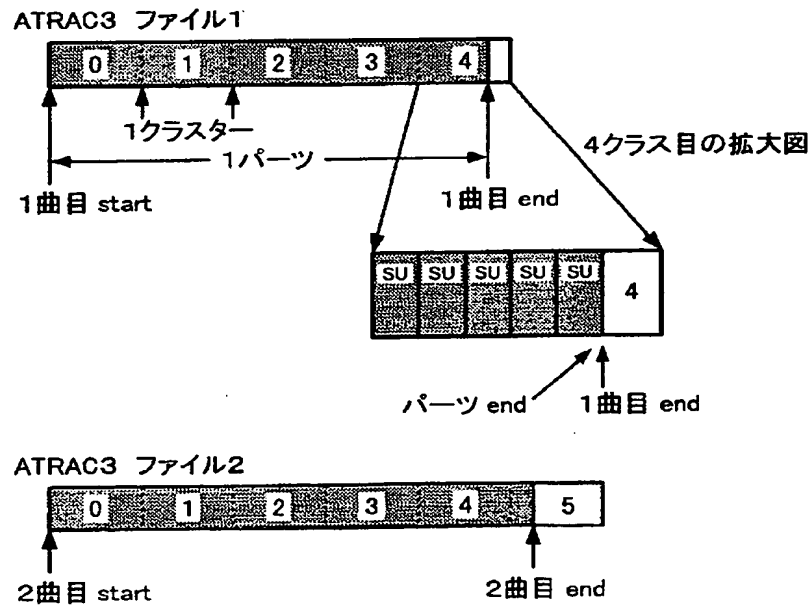 ATRAC3 ファイル1
0 1 2 3 4
1クラスター
1パーツ
4クラス目の拡大図
1曲目 start
1曲目 end
SU SU SU SU SU 4
パーツ end
1曲目 end
ATRAC3 ファイル2
0 1 2 3 4 5
2曲目 start
2曲目 end